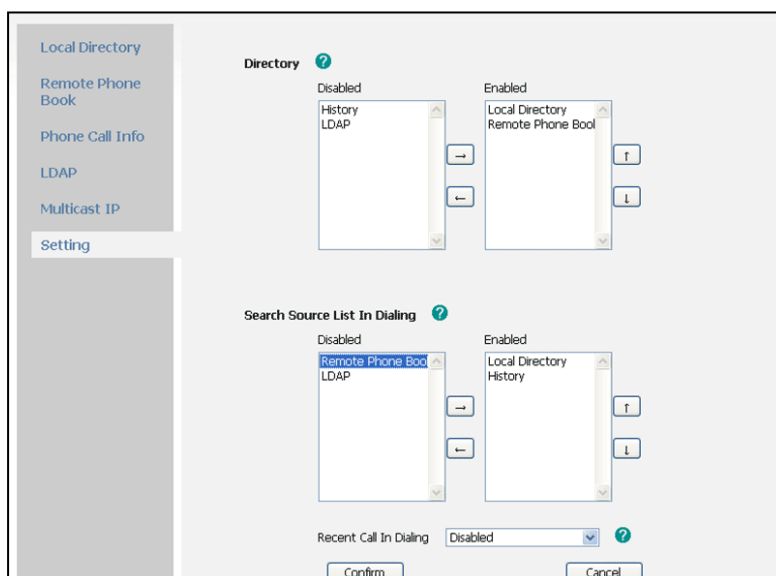 Local Directory
Remote Phone
Book
Phone Call Info
LDAP
Multicast IP
Setting
Directory ?
Disabled
History
LDAP
→
←
Enabled
Local Directory
Remote Phone Bool
↑
↓
Search Source List In Dialing ?
Disabled
Remote Phone Boo
LDAP
→
←
Enabled
Local Directory
History
↑
↓
Recent Call In Dialing Disabled ?
Confirm Cancel